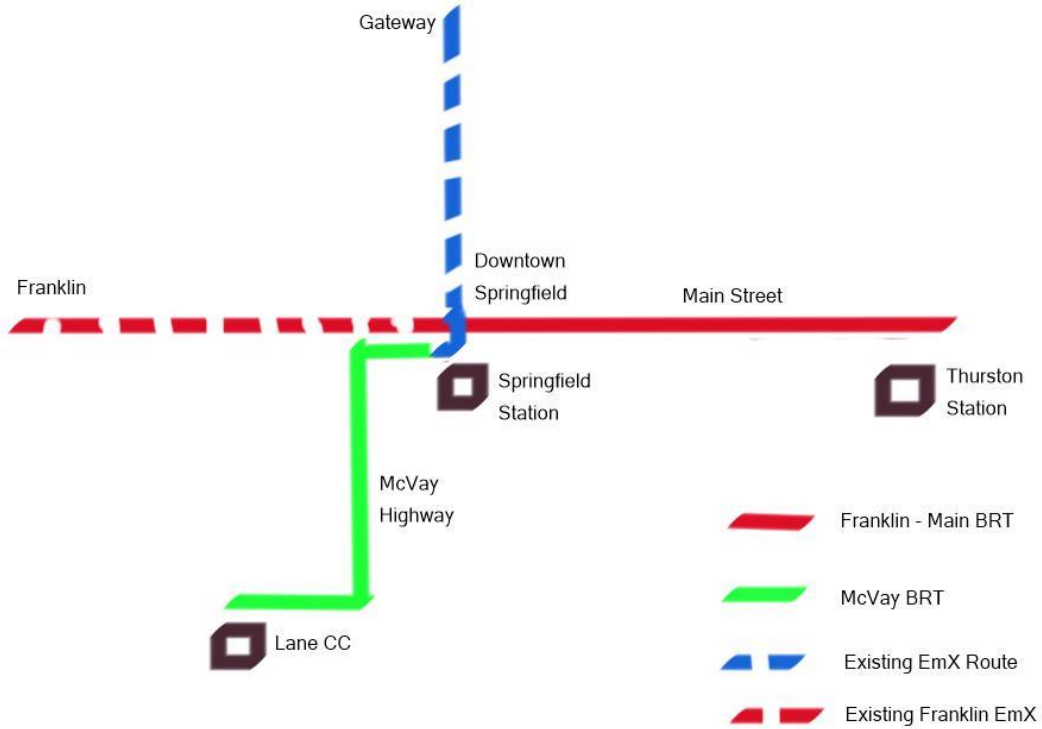 Gateway
Downtown
Springfield
Franklin
Main Street
Springfield
Station
Thurston
Station
McVay
Highway
Franklin - Main BRT
McVay BRT
Lane CC
Existing EmX Route
Existing Franklin EmX